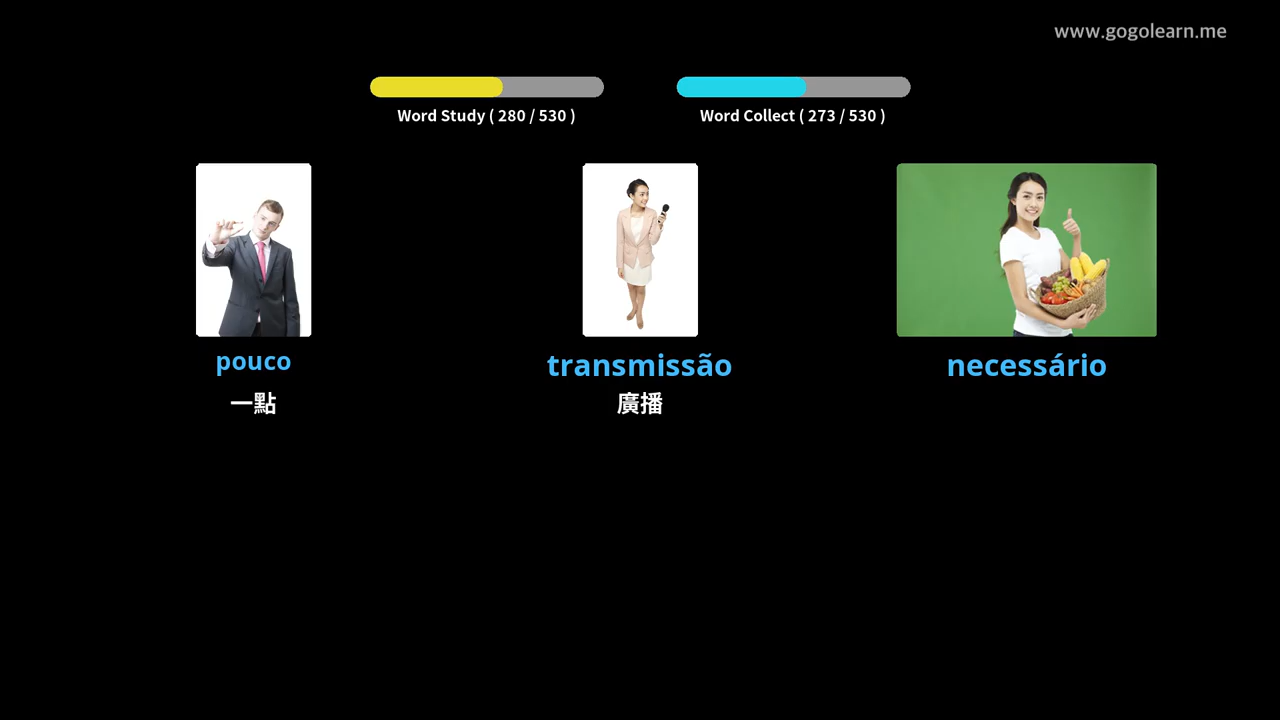 www.gogolearn.me
Word Study ( 280 / 530 )
Word Collect ( 273 / 530 )
pouco
一點
transmissão
廣播
necessário